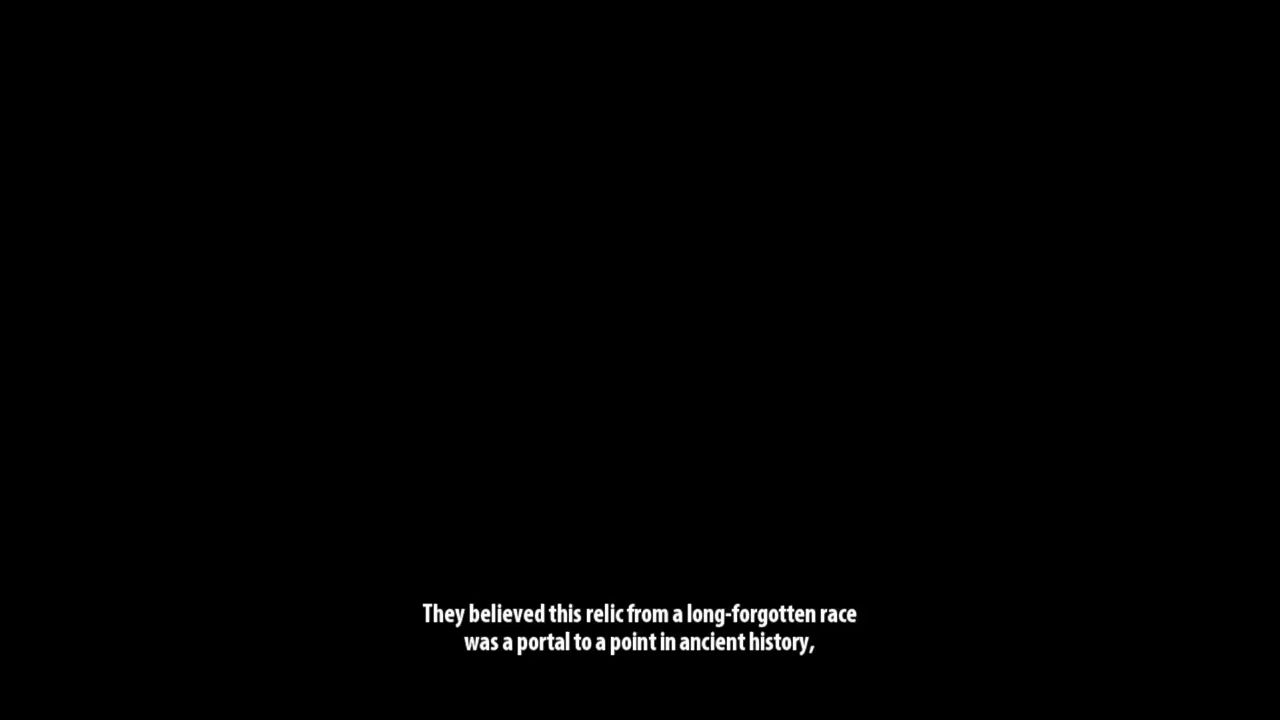 They believed this relic from a long-forgotten race
was a portal to a point in ancient history,